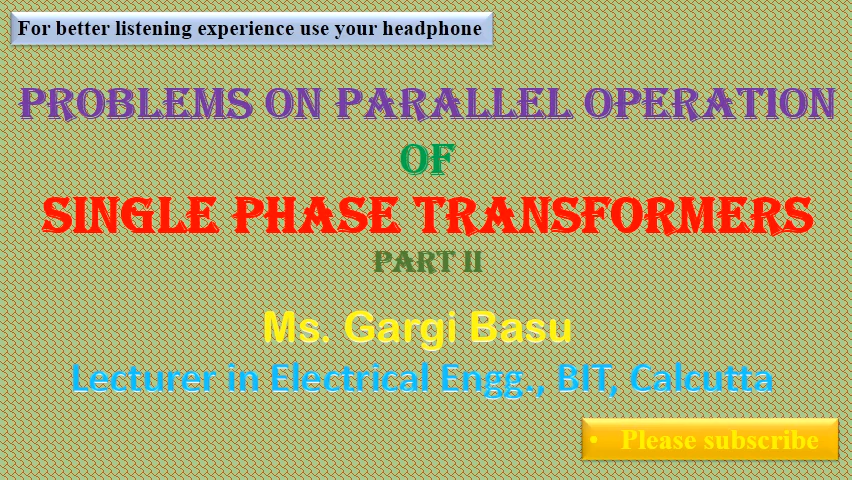 For better listening experience use your headphone
PROBLEMS ON PARALLEL OPERATION
OF
SINGLE PHASE TRANSFORMERS
PART II
Ms. Gargi Basu
Lecturer in Electrical Engg., BIT, Calcutta
• Please subscribe